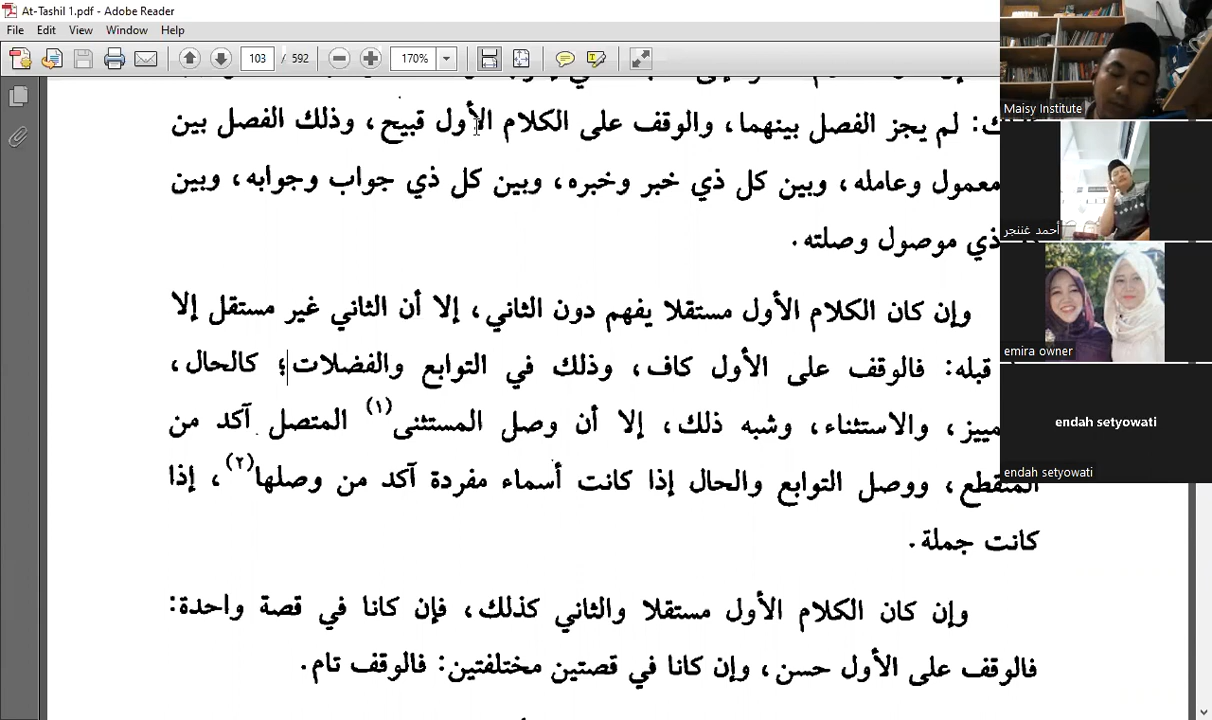 At-Tashil 1.pdf - Adobe Reader
File Edit View Window Help
103 / 592 170%
لم يجز الفصل بينهما، والوقف على الكلام الأول قبيح، وذلك الفصل بين
معمول وعامله، وبين كل ذي خبر وخبره، وبين كل ذي جواب وجوابه، وبين
ذي موصول وصلته.
وإن كان الكلام الأول مستقلا يفهم دون الثاني، إلا أن الثاني غير مستقل إلا
قبله: فالوقف على الأول كاف، وذلك في التوابع والفضلات؛ كالحال،
والاستثناء، وشبه ذلك، إلا أن وصل المستثنى(١) المتصل آكد من
المنقطع، ووصل التوابع والحال إذا كانت أسماء مفردة آكد من وصلها(٢)، إذا
كانت جملة.
وإن كان الكلام الأول مستقلا والثاني كذلك، فإن كانا في قصة واحدة:
فالوقف على الأول حسن، وإن كانا في قصتين مختلفتين: فالوقف تام.
Maisy Institute
أحمد غننجر
emira owner
endah setyowati
endah setyowati